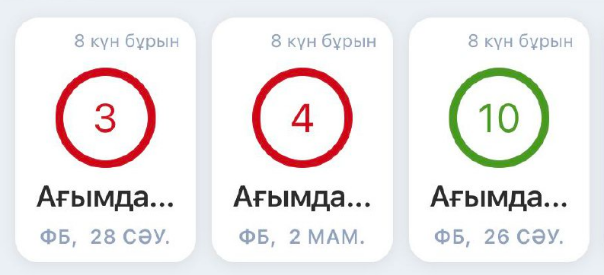 8 күн бұрын
3
Ағымда...
ФБ, 28 СӘУ.
8 күн бұрын
4
Ағымда...
ФБ, 2 МАМ.
8 күн бұрын
10
Ағымда...
ФБ, 26 СӘУ.